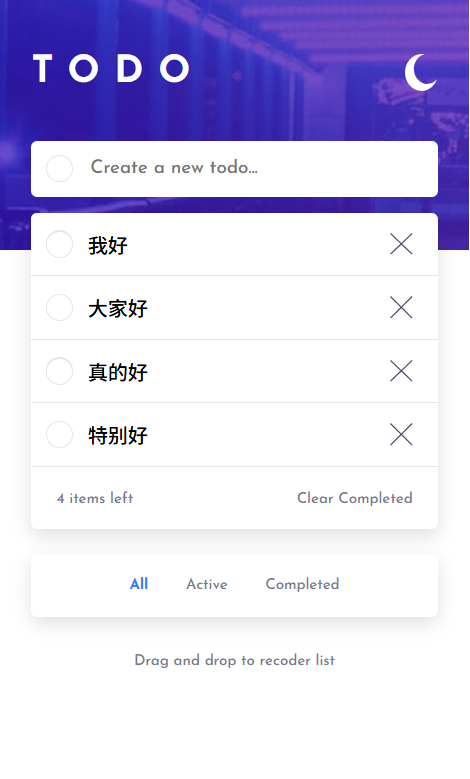 TODO
Create a new todo...
我好
大家好
真的好
特别好
4 items left Clear Completed
All Active Completed
Drag and drop to recoder list